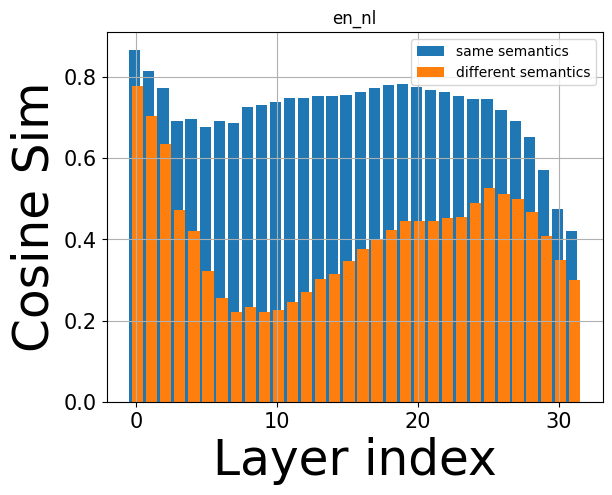 en_nl
same semantics
different semantics
Cosine Sim
0.8
0.6
0.4
0.2
0.0
0
10
20
30
Layer index